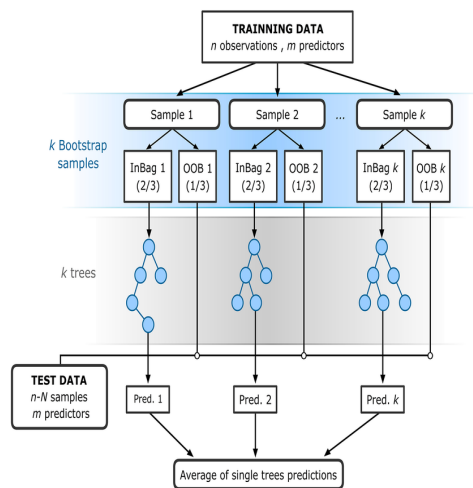 TRAINNING DATA
n observations , m predictors
Sample 1
Sample 2
...
Sample k
k Bootstrap
samples
InBag 1
(2/3)
OOB 1
(1/3)
InBag 2
(2/3)
OOB 2
(1/3)
InBag k
(2/3)
OOB k
(1/3)
k trees
TEST DATA
n-N samples
m predictors
Pred. 1
Pred. 2
Pred. k
Average of single trees predictions